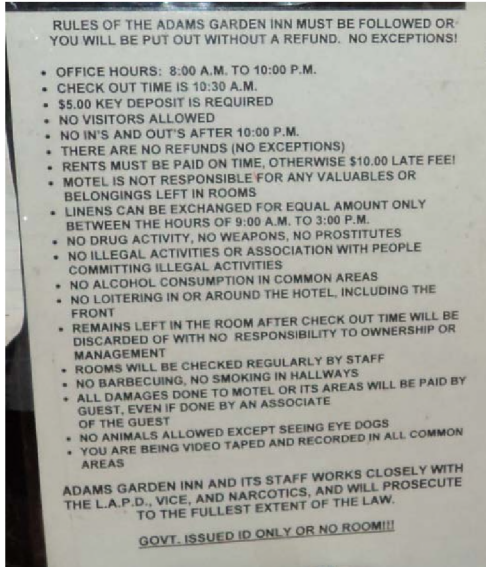 RULES OF THE ADAMS GARDEN INN MUST BE FOLLOWED OR
YOU WILL BE PUT OUT WITHOUT A REFUND. NO EXCEPTIONS!
• OFFICE HOURS: 8:00 A.M. TO 10:00 P.M.
• CHECK OUT TIME IS 10:30 A.M.
• $5.00 KEY DEPOSIT IS REQUIRED
• NO VISITORS ALLOWED
• NO IN'S AND OUT'S AFTER 10:00 P.M.
• THERE ARE NO REFUNDS (NO EXCEPTIONS)
• RENTS MUST BE PAID ON TIME, OTHERWISE $10.00 LATE FEE!
• MOTEL IS NOT RESPONSIBLE FOR ANY VALUABLES OR
BELONGINGS LEFT IN ROOMS
• LINENS CAN BE EXCHANGED FOR EQUAL AMOUNT ONLY
BETWEEN THE HOURS OF 9:00 A.M. TO 3:00 P.M.
• NO DRUG ACTIVITY, NO WEAPONS, NO PROSTITUTES
• NO ILLEGAL ACTIVITIES OR ASSOCIATION WITH PEOPLE
COMMITTING ILLEGAL ACTIVITIES
• NO ALCOHOL CONSUMPTION IN COMMON AREAS
• NO LOITERING IN OR AROUND THE HOTEL, INCLUDING THE
FRONT
• REMAINS LEFT IN THE ROOM AFTER CHECK OUT TIME WILL BE
DISCARDED OF WITH NO RESPONSIBILITY TO OWNERSHIP OR
MANAGEMENT
• ROOMS WILL BE CHECKED REGULARLY BY STAFF
• NO BARBECUING, NO SMOKING IN HALLWAYS
• ALL DAMAGES DONE TO MOTEL OR ITS AREAS WILL BE PAID BY
GUEST, EVEN IF DONE BY AN ASSOCIATE
OF THE GUEST
• NO ANIMALS ALLOWED EXCEPT SEEING EYE DOGS
• YOU ARE BEING VIDEO TAPED AND RECORDED IN ALL COMMON
AREAS
ADAMS GARDEN INN AND ITS STAFF WORKS CLOSELY WITH
THE L.A.P.D., VICE, AND NARCOTICS, AND WILL PROSECUTE
TO THE FULLEST EXTENT OF THE LAW.
GOVT. ISSUED ID ONLY OR NO ROOM!!!